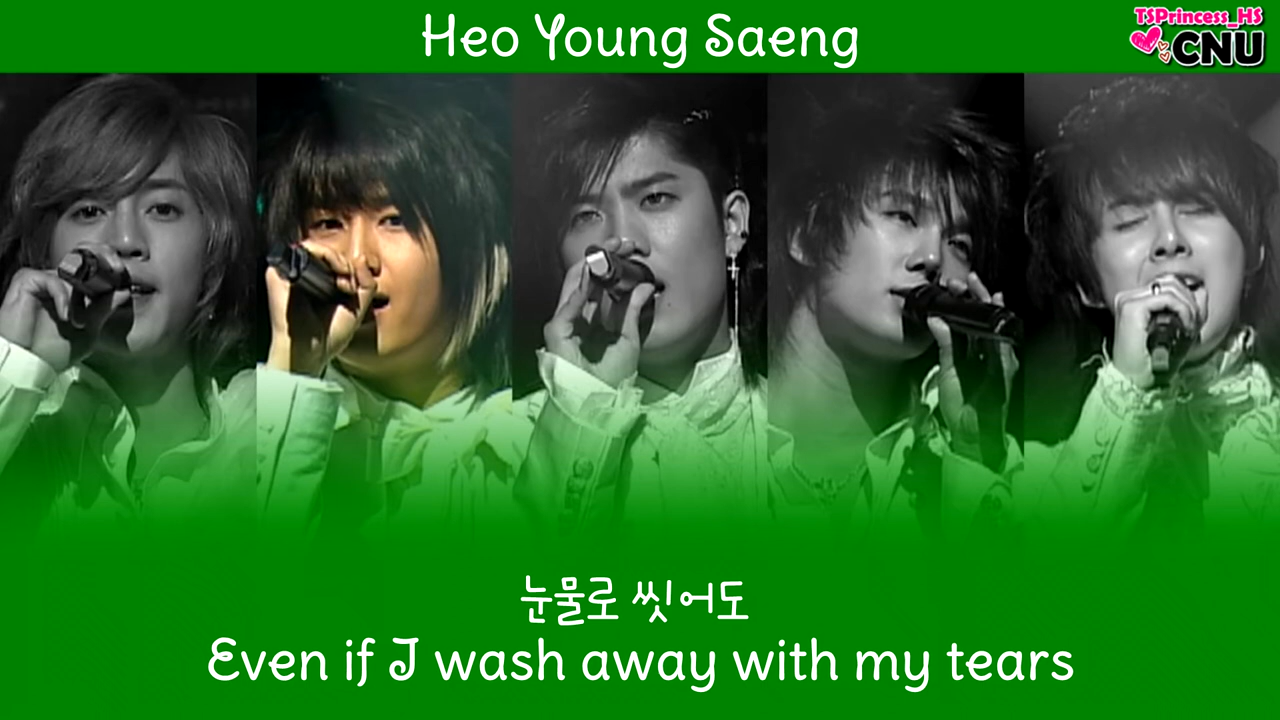 Heo Young Saeng
TSPrincess_HS
CNU
눈물로 씻어도
Even if I wash away with my tears